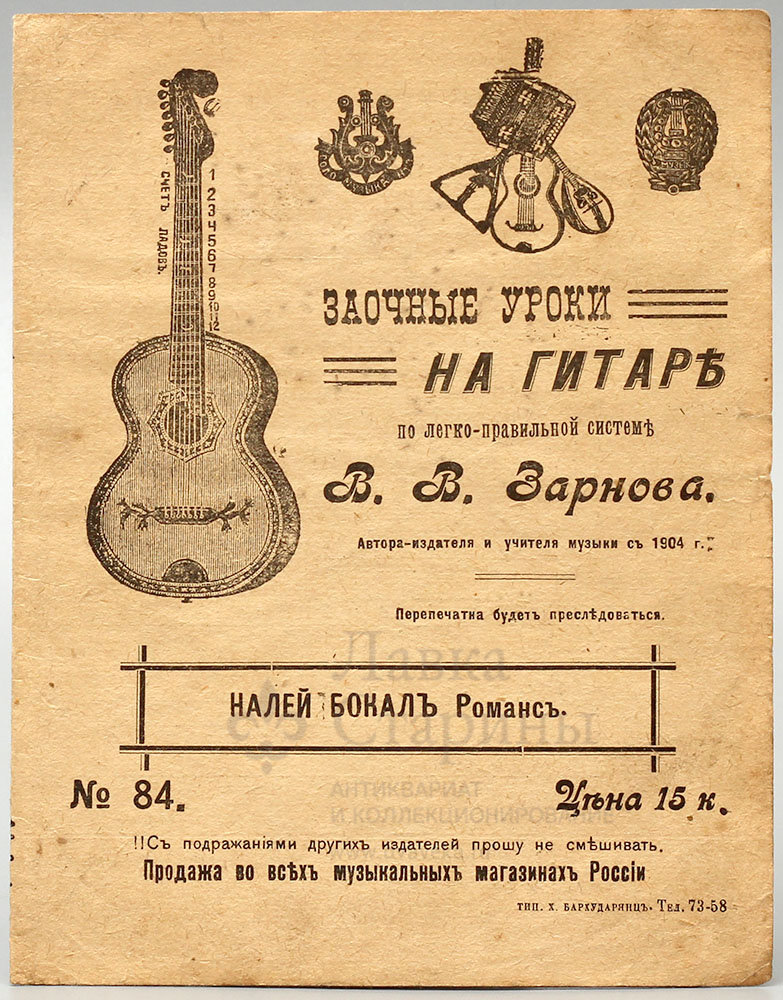 СЧЕТЪ ЛАДОВЪ.
1
2
3
4
5
6
7
8
9
10
11
12
МУЗЫКА
ЗАОЧНЫЕ УРОКИ
НА ГИТАРѢ
по легко-правильной системѣ
В. В. Зарнова.
Автора-издателя и учителя музыки съ 1904 г.
Перепечатка будетъ преслѣдоваться.
Лавка
НАЛЕЙ БОКАЛЪ Романсъ.
Старины
АНТИКВАРИАТ
№ 84.
Цѣна 15 к.
И КОЛЛЕКЦИОНИРОВАНИЕ
!!Съ подражаніями другихъ издателей прошу не смѣшивать.
Продажа во всѣхъ музыкальныхъ магазинахъ Россіи
ТИП. Х. БАРХУДАРЯНЦЪ. Тел. 73-58